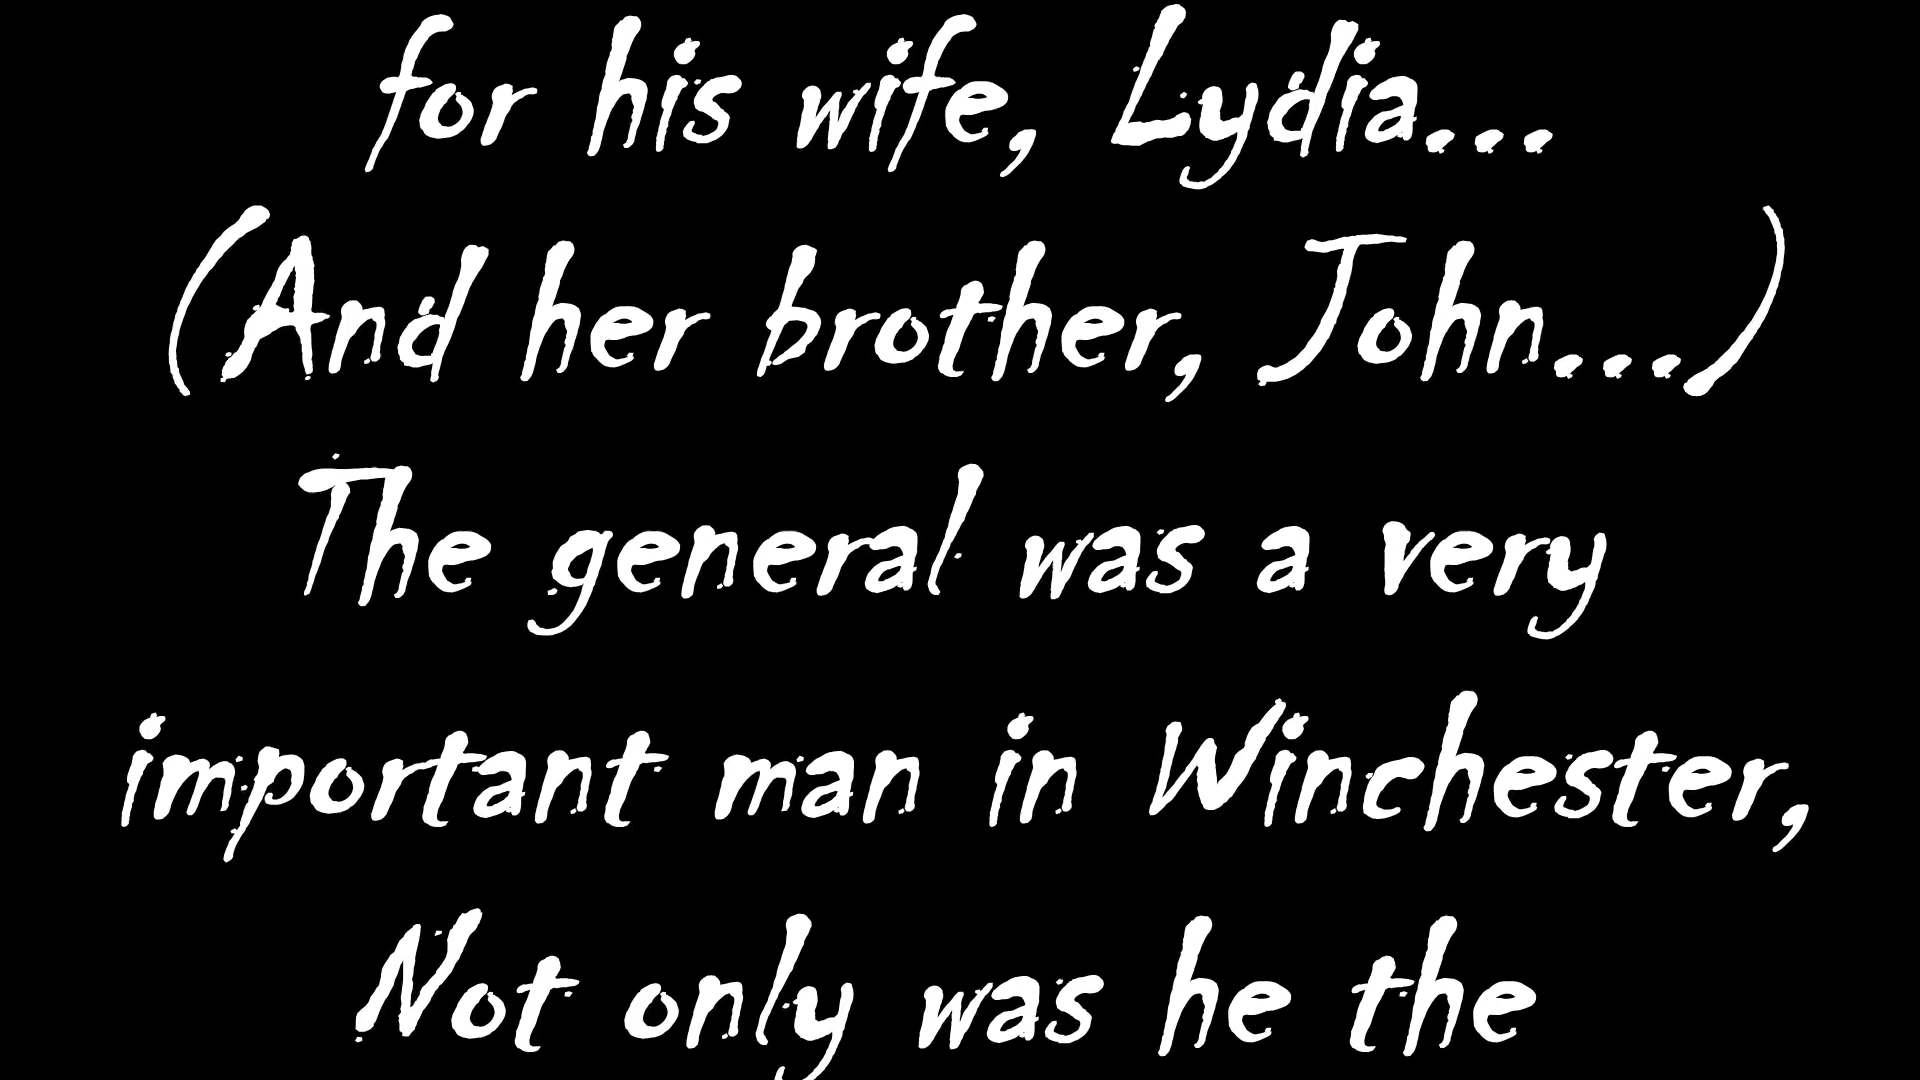 for his wife, Lydia...
(And her brother, John...)
The general was a very
important man in Winchester,
Not only was he the